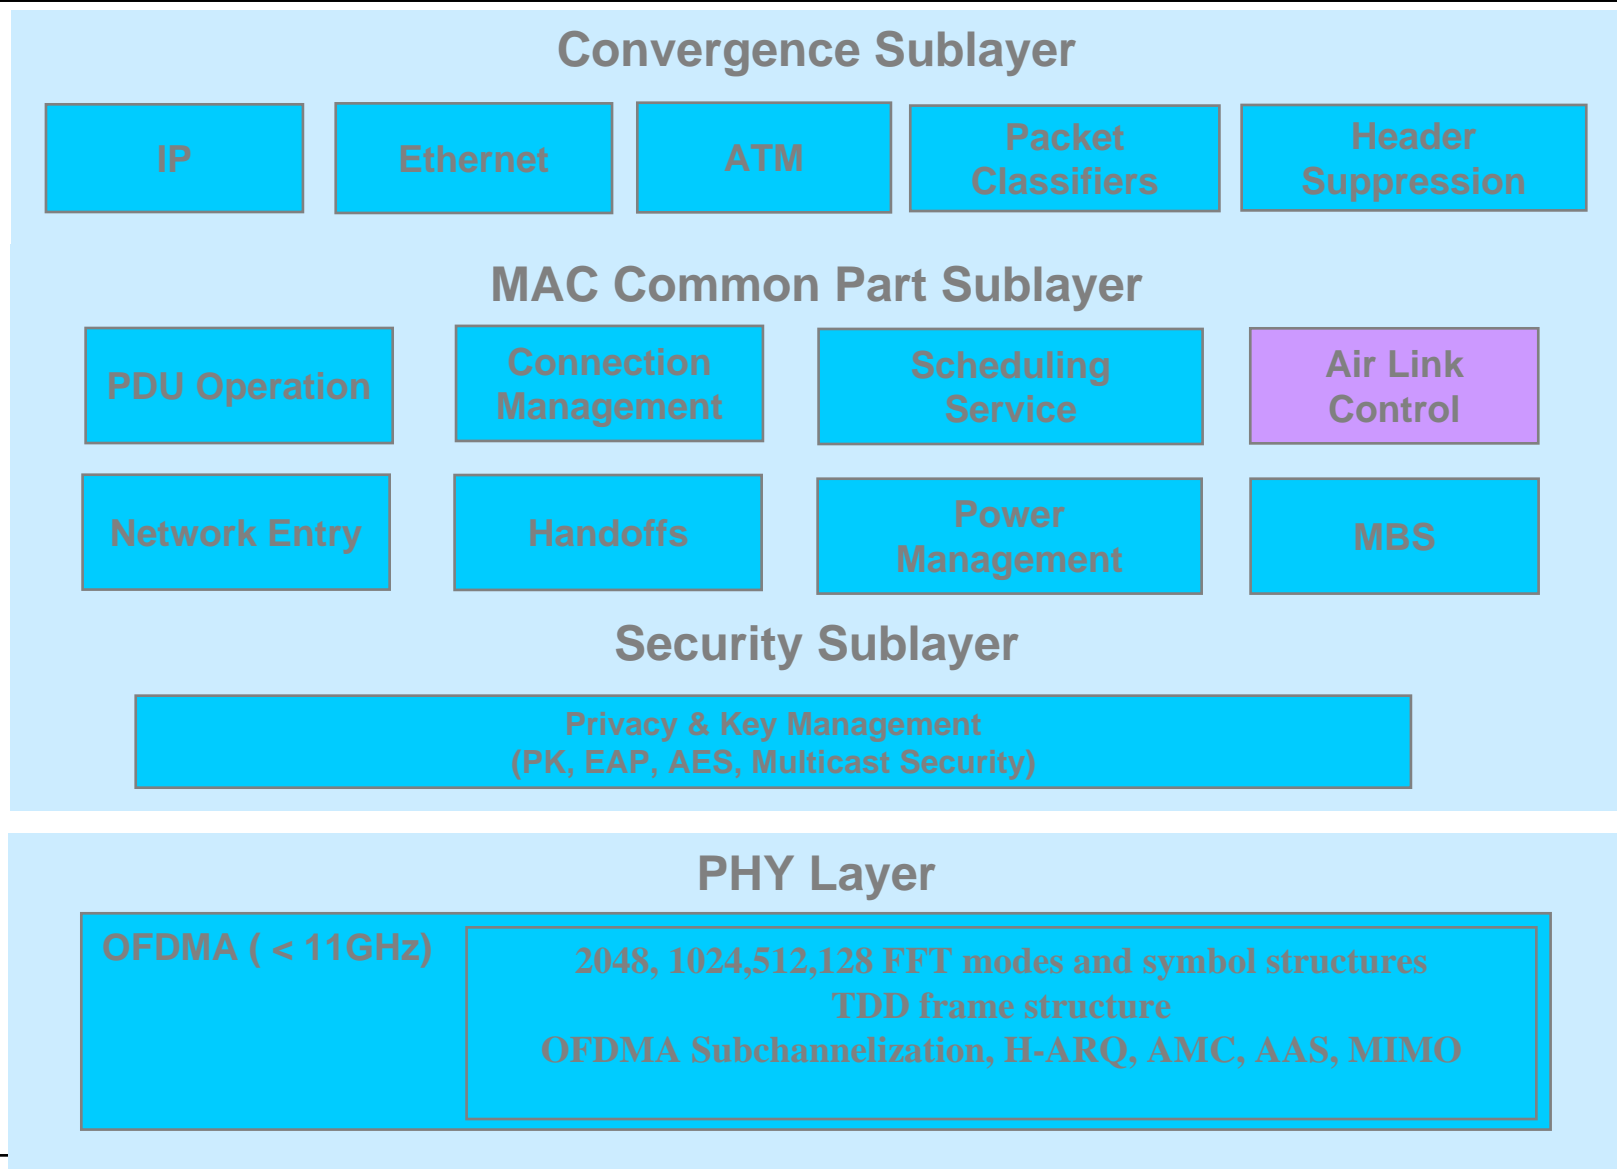 Convergence Sublayer
IP
Ethernet
ATM
Packet
Classifiers
Header
Suppression
MAC Common Part Sublayer
PDU Operation
Connection
Management
Scheduling
Service
Air Link
Control
Network Entry
Handoffs
Power
Management
MBS
Security Sublayer
Privacy & Key Management
(PK, EAP, AES, Multicast Security)
PHY Layer
OFDMA ( < 11GHz)
2048, 1024,512,128 FFT modes and symbol structures
TDD frame structure
OFDMA Subchannelization, H-ARQ, AMC, AAS, MIMO